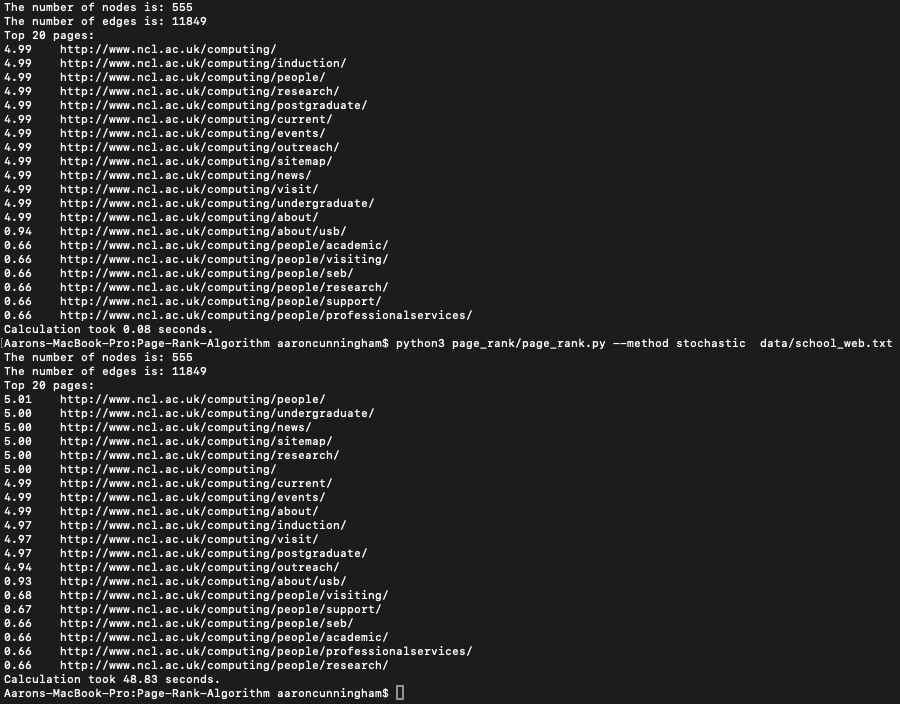 The number of nodes is: 555
The number of edges is: 11849
Top 20 pages:
4.99    http://www.ncl.ac.uk/computing/
4.99    http://www.ncl.ac.uk/computing/induction/
4.99    http://www.ncl.ac.uk/computing/people/
4.99    http://www.ncl.ac.uk/computing/research/
4.99    http://www.ncl.ac.uk/computing/postgraduate/
4.99    http://www.ncl.ac.uk/computing/current/
4.99    http://www.ncl.ac.uk/computing/events/
4.99    http://www.ncl.ac.uk/computing/outreach/
4.99    http://www.ncl.ac.uk/computing/sitemap/
4.99    http://www.ncl.ac.uk/computing/news/
4.99    http://www.ncl.ac.uk/computing/visit/
4.99    http://www.ncl.ac.uk/computing/undergraduate/
4.99    http://www.ncl.ac.uk/computing/about/
0.94    http://www.ncl.ac.uk/computing/about/usb/
0.66    http://www.ncl.ac.uk/computing/people/academic/
0.66    http://www.ncl.ac.uk/computing/people/visiting/
0.66    http://www.ncl.ac.uk/computing/people/seb/
0.66    http://www.ncl.ac.uk/computing/people/research/
0.66    http://www.ncl.ac.uk/computing/people/support/
0.66    http://www.ncl.ac.uk/computing/people/professionalservices/
Calculation took 0.08 seconds.
[Aarons-MacBook-Pro:Page-Rank-Algorithm aaroncunningham$ python3 page_rank/page_rank.py --method stochastic  data/school_web.txt
The number of nodes is: 555
The number of edges is: 11849
Top 20 pages:
5.01    http://www.ncl.ac.uk/computing/people/
5.00    http://www.ncl.ac.uk/computing/undergraduate/
5.00    http://www.ncl.ac.uk/computing/news/
5.00    http://www.ncl.ac.uk/computing/sitemap/
5.00    http://www.ncl.ac.uk/computing/research/
5.00    http://www.ncl.ac.uk/computing/
4.99    http://www.ncl.ac.uk/computing/current/
4.99    http://www.ncl.ac.uk/computing/events/
4.99    http://www.ncl.ac.uk/computing/about/
4.97    http://www.ncl.ac.uk/computing/induction/
4.97    http://www.ncl.ac.uk/computing/visit/
4.97    http://www.ncl.ac.uk/computing/postgraduate/
4.94    http://www.ncl.ac.uk/computing/outreach/
0.93    http://www.ncl.ac.uk/computing/about/usb/
0.68    http://www.ncl.ac.uk/computing/people/visiting/
0.67    http://www.ncl.ac.uk/computing/people/support/
0.66    http://www.ncl.ac.uk/computing/people/seb/
0.66    http://www.ncl.ac.uk/computing/people/academic/
0.66    http://www.ncl.ac.uk/computing/people/professionalservices/
0.66    http://www.ncl.ac.uk/computing/people/research/
Calculation took 48.83 seconds.
Aarons-MacBook-Pro:Page-Rank-Algorithm aaroncunningham$